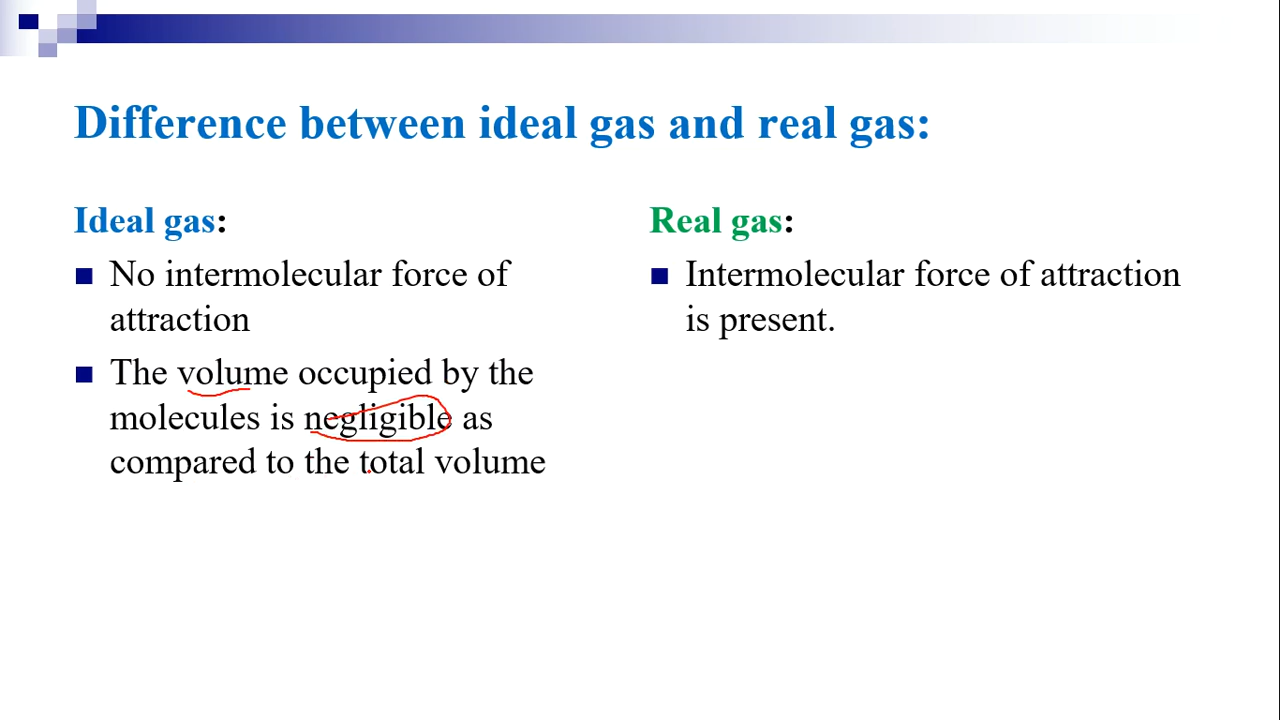 Difference between ideal gas and real gas:
Ideal gas:
No intermolecular force of
attraction
The volume occupied by the
molecules is negligible as
compared to the total volume
Real gas:
Intermolecular force of attraction
is present.